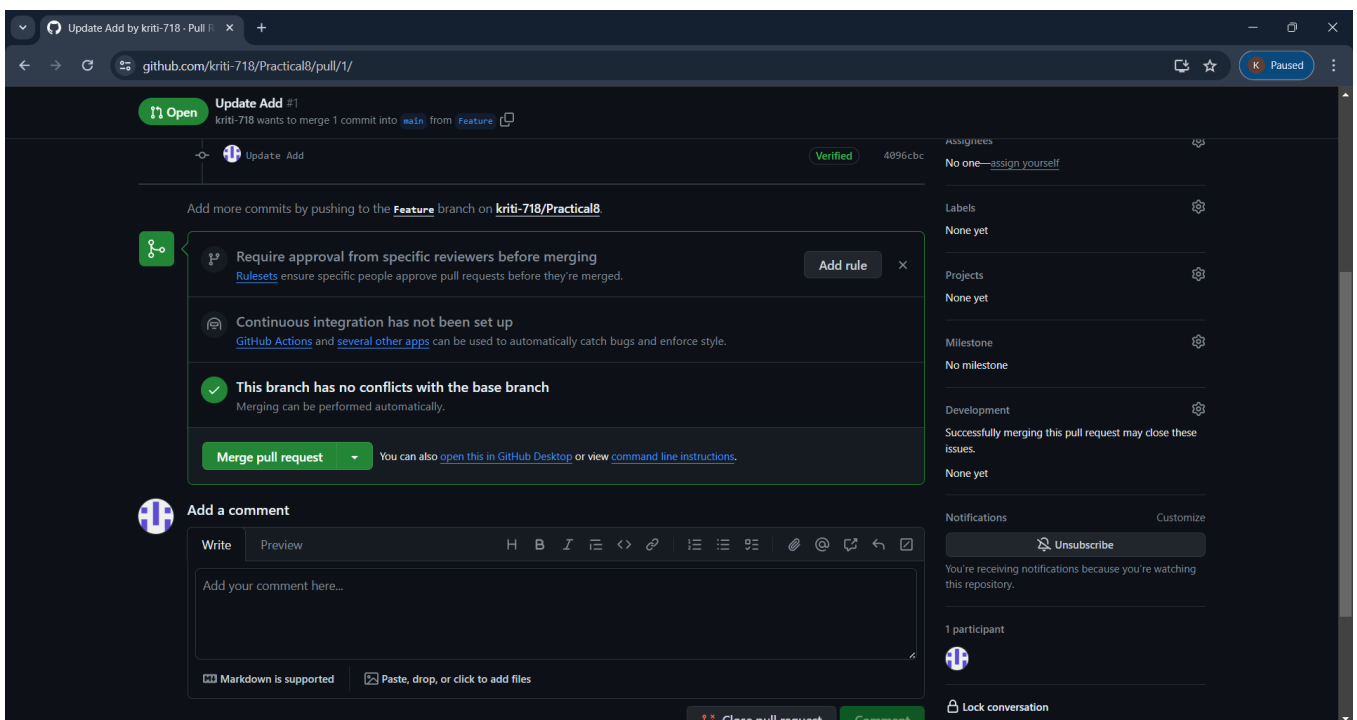 Update Add by kriti-718 · Pull R
github.com/kriti-718/Practical8/pull/1/
K Paused
Open
Update Add #1
kriti-718 wants to merge 1 commit into main from Feature
Update Add
Verified
4096cbc
Add more commits by pushing to the Feature branch on kriti-718/Practical8.
Require approval from specific reviewers before merging
Rulesets ensure specific people approve pull requests before they're merged.
Add rule
Continuous integration has not been set up
GitHub Actions and several other apps can be used to automatically catch bugs and enforce style.
This branch has no conflicts with the base branch
Merging can be performed automatically.
Merge pull request
You can also open this in GitHub Desktop or view command line instructions.
Add a comment
Write
Preview
H B I
Add your comment here...
Markdown is supported
Paste, drop, or click to add files
Close pull request
Comment
Assignees
No one—assign yourself
Labels
None yet
Projects
None yet
Milestone
No milestone
Development
Successfully merging this pull request may close these
issues.
None yet
Notifications
Customize
Unsubscribe
You're receiving notifications because you're watching
this repository.
1 participant
Lock conversation